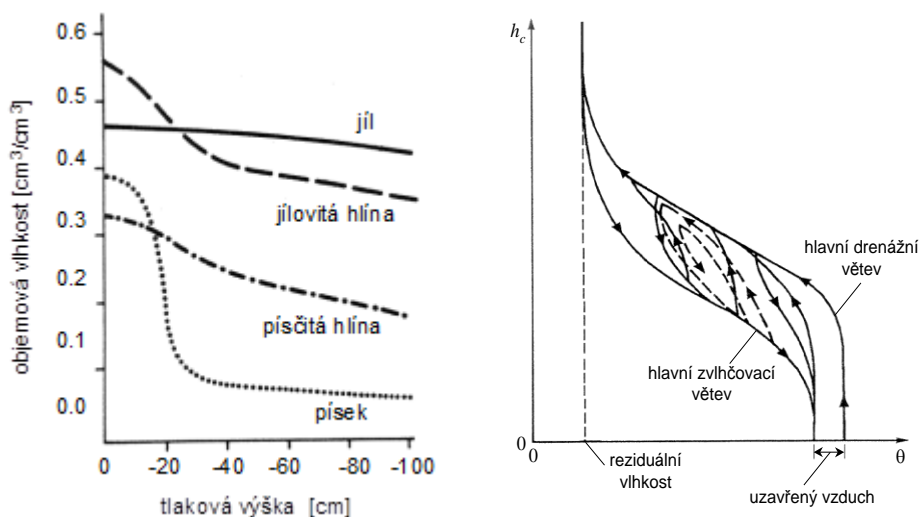 0.6
0.5
0.4
0.3
0.2
0.1
0.0
objemová vlhkost [cm³/cm³]
jíl
jílovitá hlína
písčitá hlína
písek
0 -20 -40 -60 -80 -100
tlaková výška [cm]
h_c
hlavní drenážní
větev
hlavní zvlhčovací
větev
0
0
θ
reziduální
vlhkost
uzavřený vzduch